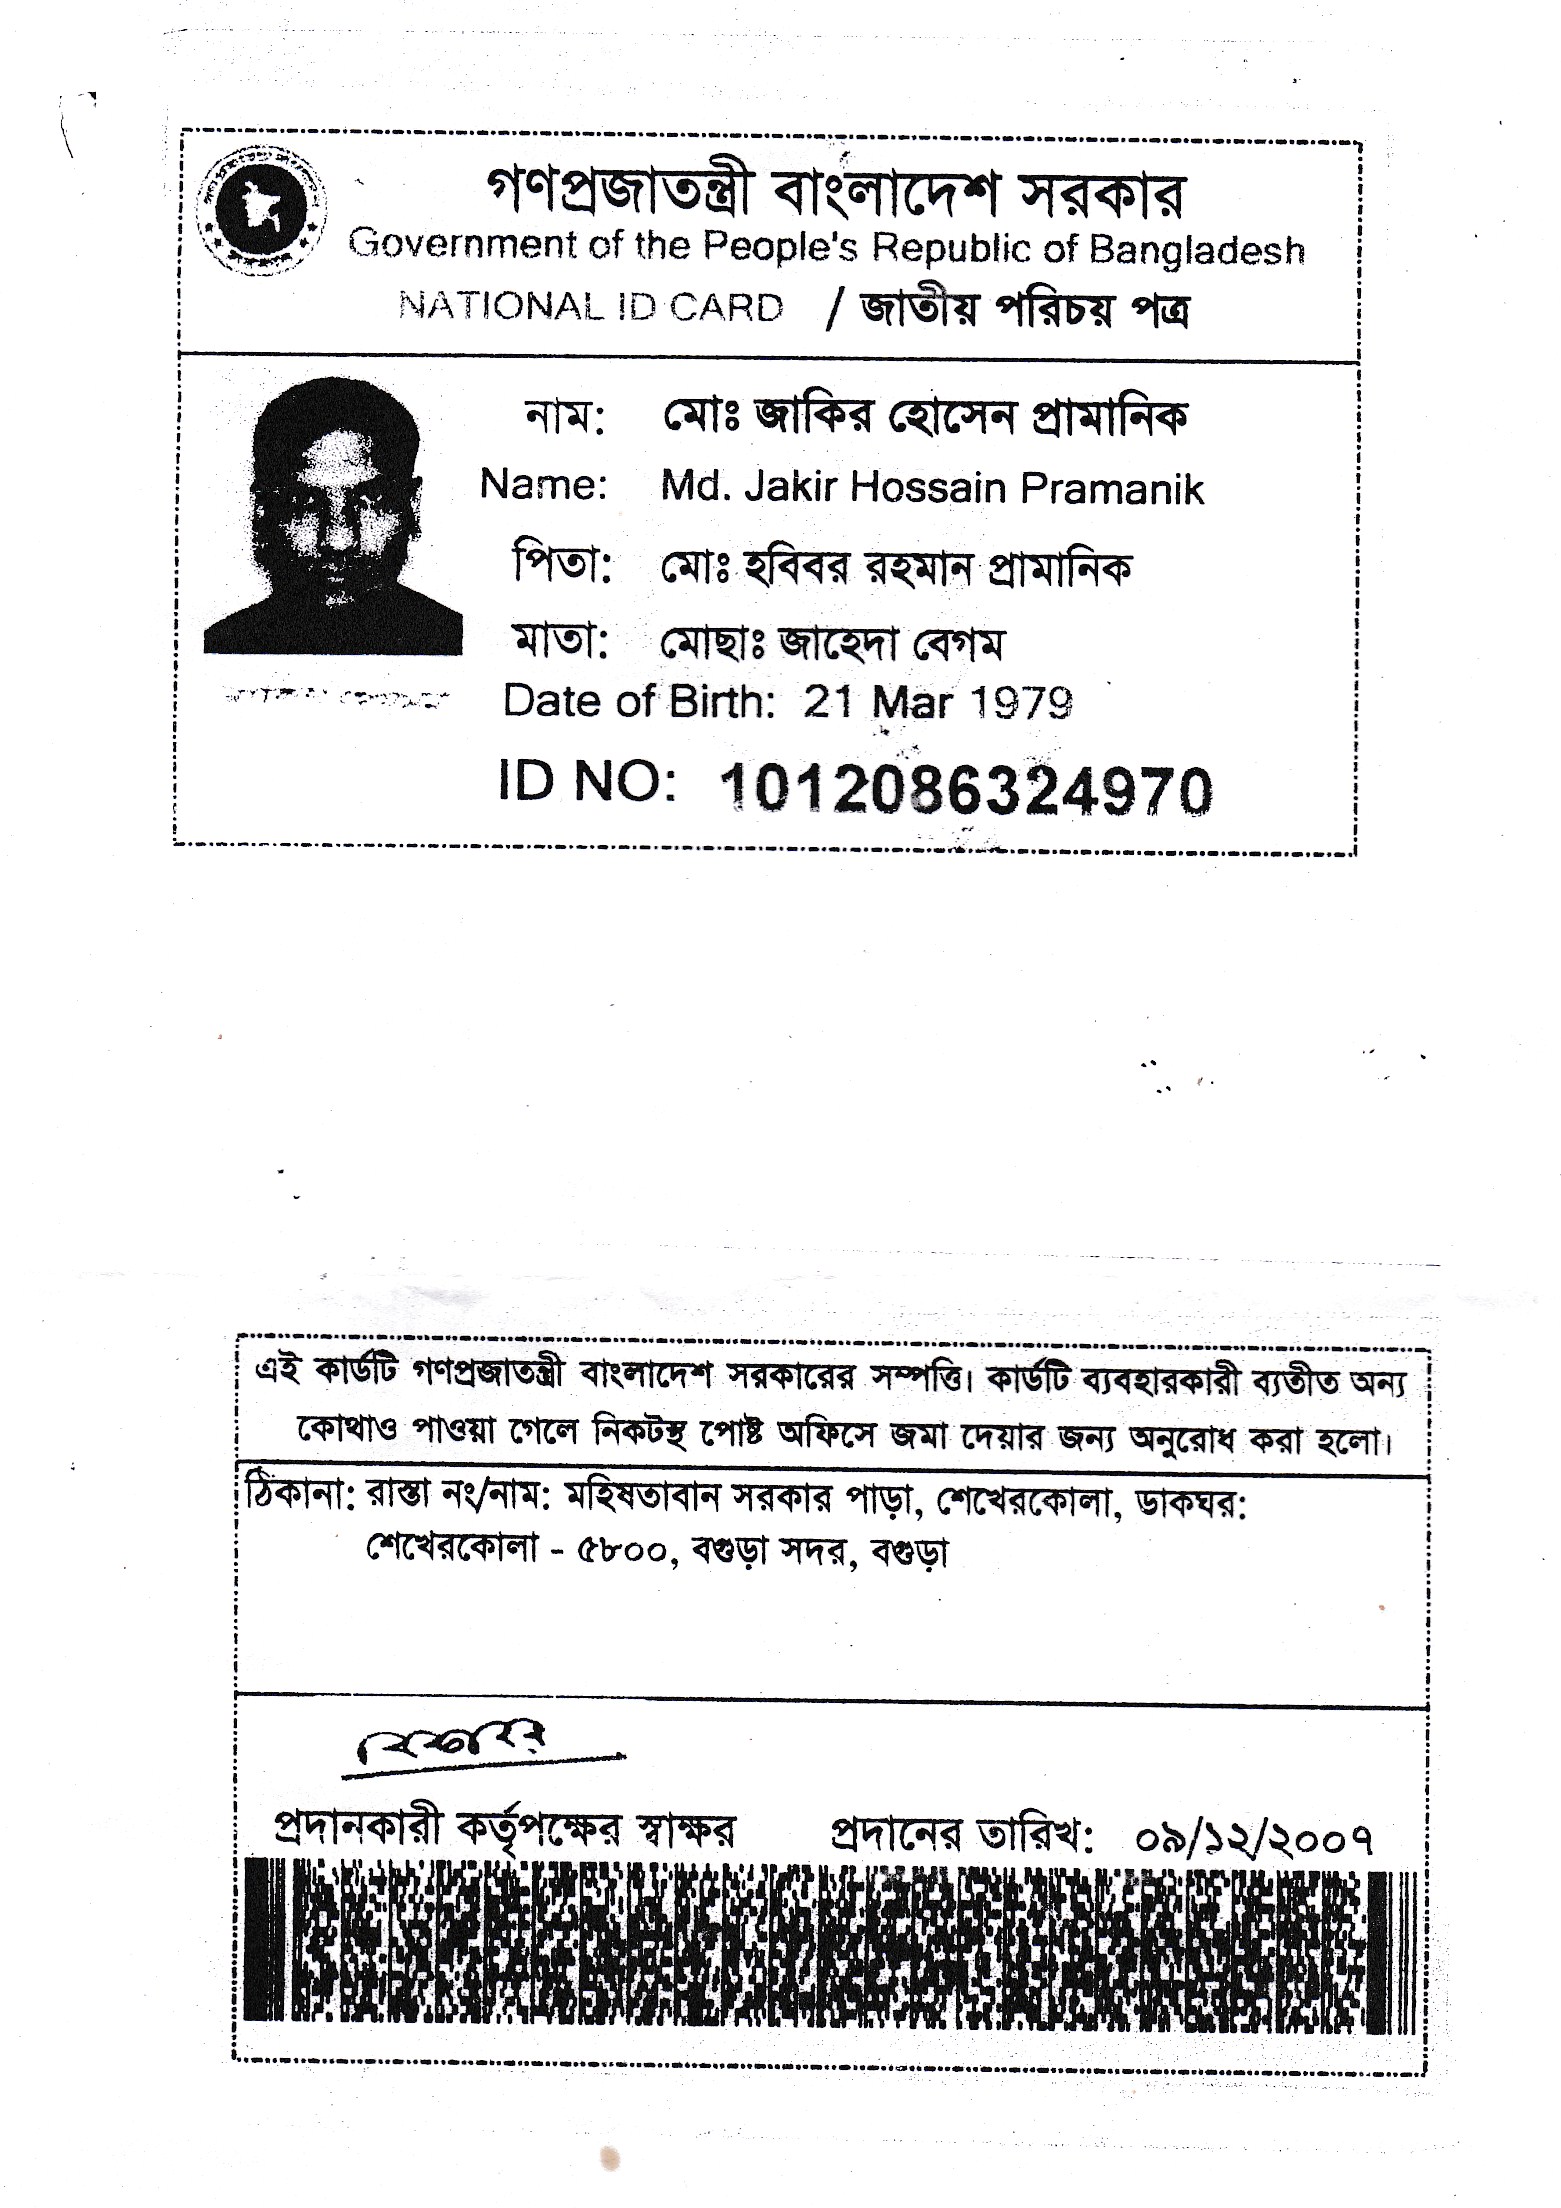 গণপ্রজাতন্ত্রী বাংলাদেশ সরকার
Government of the People's Republic of Bangladesh
NATIONAL ID CARD / জাতীয় পরিচয় পত্র
নাম: মোঃ জাকির হোসেন প্রামানিক
Name: Md. Jakir Hossain Pramanik
পিতা: মোঃ হবিবর রহমান প্রামানিক
মাতা: মোছাঃ জাহেদা বেগম
Date of Birth: 21 Mar 1979
ID NO: 1012086324970
এই কার্ডটি গণপ্রজাতন্ত্রী বাংলাদেশ সরকারের সম্পত্তি। কার্ডটি ব্যবহারকারী ব্যতীত অন্য
কোথাও পাওয়া গেলে নিকটস্থ পোষ্ট অফিসে জমা দেয়ার জন্য অনুরোধ করা হলো।
ঠিকানা: রাস্তা নং/নাম: মহিষতাবান সরকার পাড়া, শেখেরকোলা, ডাকঘর:
শেখেরকোলা - ৫৮০০, বগুড়া সদর, বগুড়া
প্রদানকারী কর্তৃপক্ষের স্বাক্ষর প্রদানের তারিখ: ০৯/১২/২০০৭